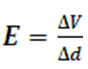 E = ΔV / Δd